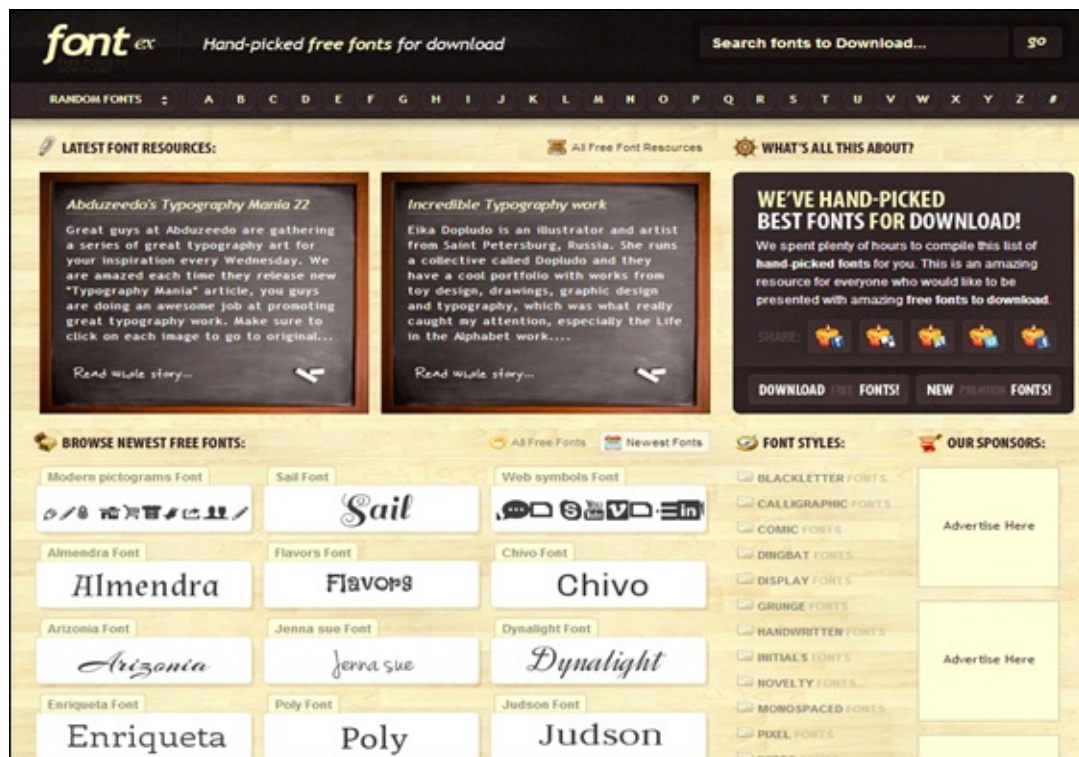 font ex
Hand-picked free fonts for download
Search fonts to Download...
go
RANDOM FONTS
A B C D E F G H I J K L M N O P Q R S T U V W X Y Z #
LATEST FONT RESOURCES:
All Free Font Resources
Abduzeedo's Typography Mania 22
Great guys at Abduzeedo are gathering
a series of great typography art for
your inspiration every Wednesday. We
are amazed each time they release new
"Typography Mania" article, you guys
are doing an awesome job at promoting
great typography work. Make sure to
click on each image to go to original...
Read whole story...
Incredible Typography work
Eika Dopludo is an illustrator and artist
from Saint Petersburg, Russia. She runs
a collective called Dopludo and they
have a cool portfolio with works from
toy design, drawings, graphic design
and typography, which was what really
caught my attention, especially the Life
in the Alphabet work....
Read whole story...
WHAT'S ALL THIS ABOUT?
WE'VE HAND-PICKED
BEST FONTS FOR DOWNLOAD!
We spent plenty of hours to compile this list of
hand-picked fonts for you. This is an amazing
resource for everyone who would like to be
presented with amazing free fonts to download.
SHARE:
DOWNLOAD FREE FONTS!
NEW PREMIUM FONTS!
BROWSE NEWEST FREE FONTS:
All Free Fonts
Newest Fonts
Modern pictograms Font
Sail Font
Sail
Web symbols Font
You Tube
in
Almendra Font
Almendra
Flavors Font
Flavors
Chivo Font
Chivo
Arizonia Font
Arizonia
Jenna sue Font
Jenna sue
Dynalight Font
Dynalight
Enriqueta Font
Enriqueta
Poly Font
Poly
Judson Font
Judson
FONT STYLES:
BLACKLETTER FONTS
CALLIGRAPHIC FONTS
COMIC FONTS
DINGBAT FONTS
DISPLAY FONTS
GRUNGE FONTS
HANDWRITTEN FONTS
INITIALS FONTS
NOVELTY FONTS
MONOSPACED FONTS
PIXEL FONTS
OUR SPONSORS:
Advertise Here
Advertise Here